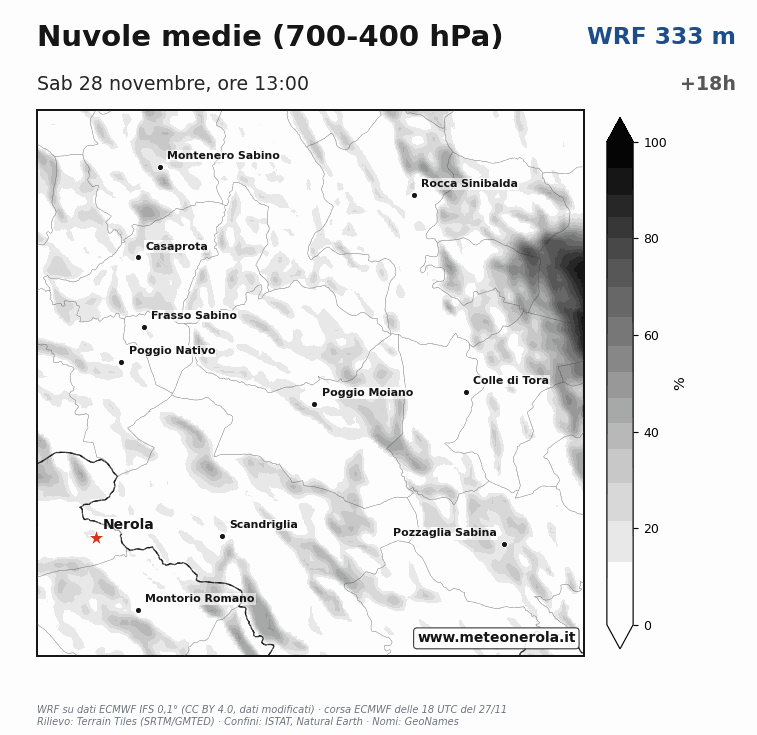 Nuvole medie (700-400 hPa)
WRF 333 m
Sab 28 novembre, ore 13:00
+18h
Montenero Sabino
Rocca Sinibalda
Casaprota
Frasso Sabino
Poggio Nativo
Poggio Moiano
Colle di Tora
Nerola
Scandriglia
Pozzaglia Sabina
Montorio Romano
www.meteonerola.it
100
80
60
40
20
0
%
WRF su dati ECMWF IFS 0,1° (CC BY 4.0, dati modificati) · corsa ECMWF delle 18 UTC del 27/11
Rilievo: Terrain Tiles (SRTM/GMTED) · Confini: ISTAT, Natural Earth · Nomi: GeoNames